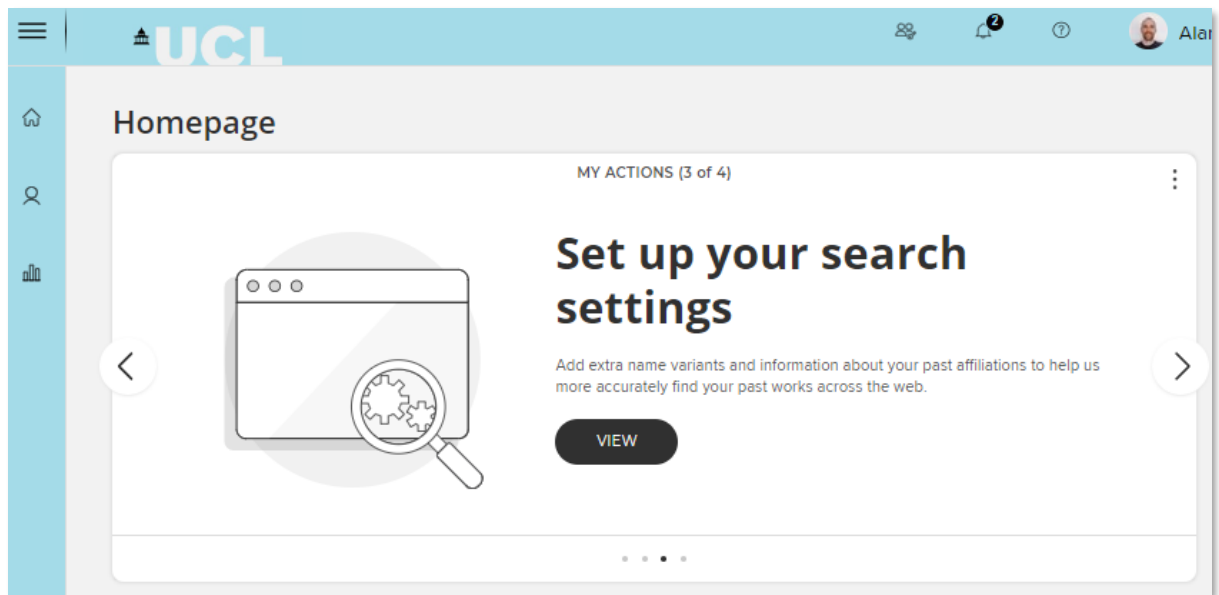 UCL
2
Alan
Homepage
MY ACTIONS (3 of 4)
Set up your search
settings
Add extra name variants and information about your past affiliations to help us
more accurately find your past works across the web.
VIEW